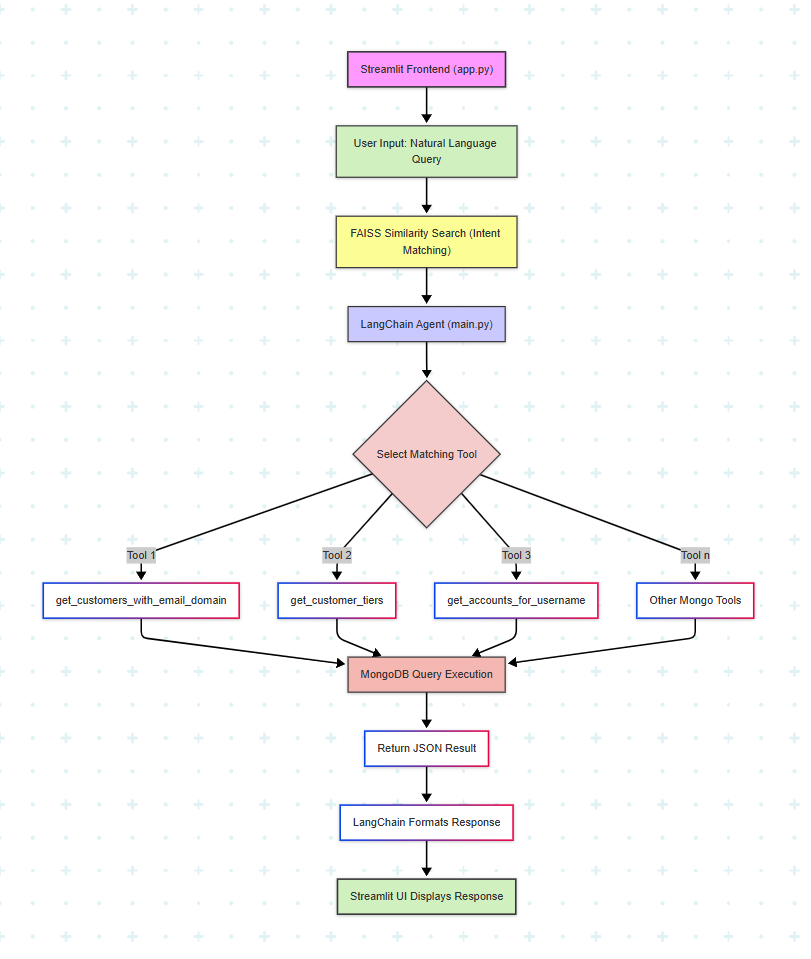 Streamlit Frontend (app.py)
User Input: Natural Language
Query
FAISS Similarity Search (Intent
Matching)
LangChain Agent (main.py)
Select Matching Tool
Tool 1
Tool 2
Tool 3
Tool n
get_customers_with_email_domain
get_customer_tiers
get_accounts_for_username
Other Mongo Tools
MongoDB Query Execution
Return JSON Result
LangChain Formats Response
Streamlit UI Displays Response